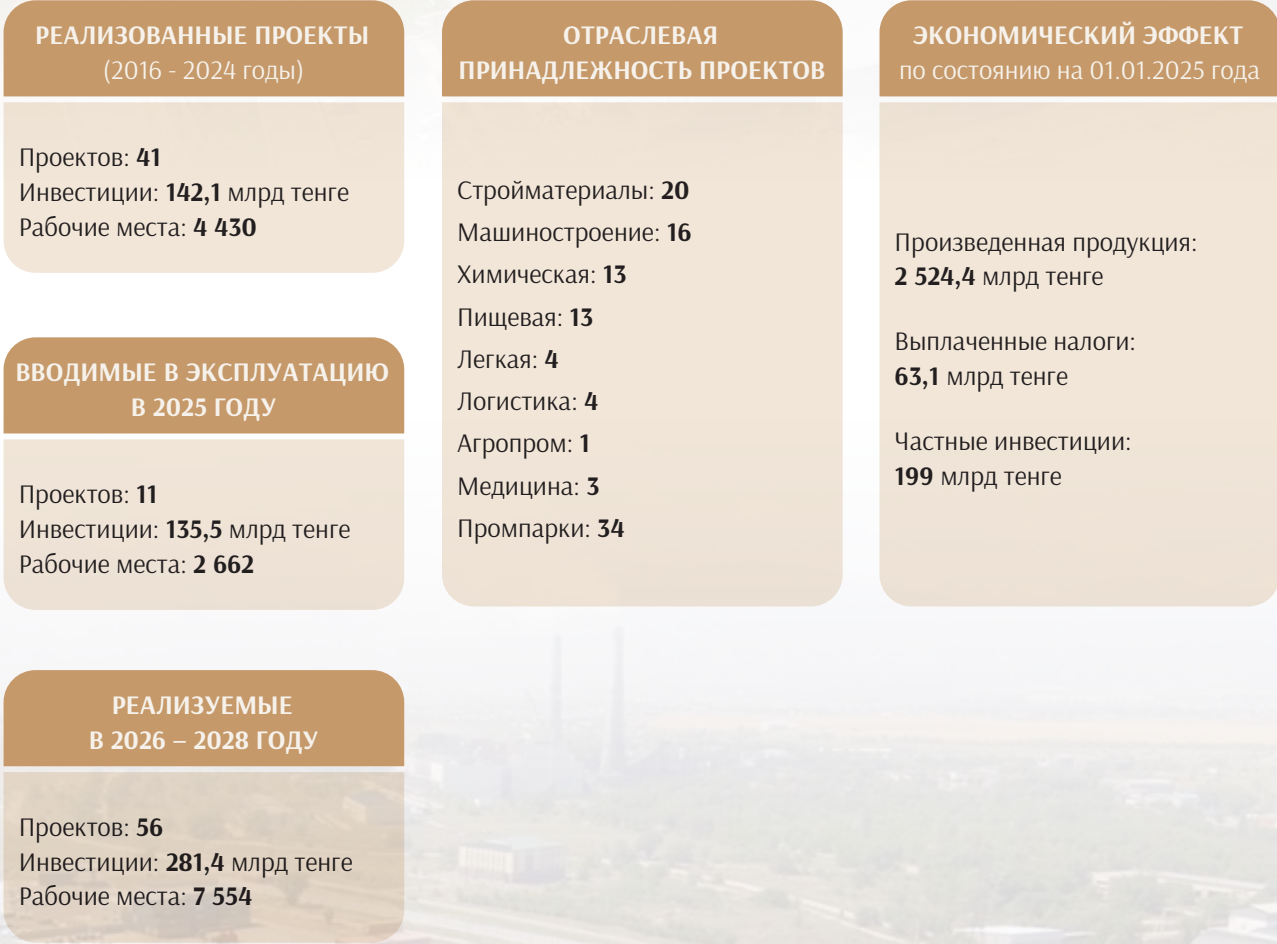 РЕАЛИЗОВАННЫЕ ПРОЕКТЫ
(2016 - 2024 годы)
Проектов: 41
Инвестиции: 142,1 млрд тенге
Рабочие места: 4 430
ВВОДИМЫЕ В ЭКСПЛУАТАЦИЮ
В 2025 ГОДУ
Проектов: 11
Инвестиции: 135,5 млрд тенге
Рабочие места: 2 662
РЕАЛИЗУЕМЫЕ
В 2026 – 2028 ГОДУ
Проектов: 56
Инвестиции: 281,4 млрд тенге
Рабочие места: 7 554
ОТРАСЛЕВАЯ
ПРИНАДЛЕЖНОСТЬ ПРОЕКТОВ
Стройматериалы: 20
Машиностроение: 16
Химическая: 13
Пищевая: 13
Легкая: 4
Логистика: 4
Агропром: 1
Медицина: 3
Промпарки: 34
ЭКОНОМИЧЕСКИЙ ЭФФЕКТ
по состоянию на 01.01.2025 года
Произведенная продукция:
2 524,4 млрд тенге
Выплаченные налоги:
63,1 млрд тенге
Частные инвестиции:
199 млрд тенге